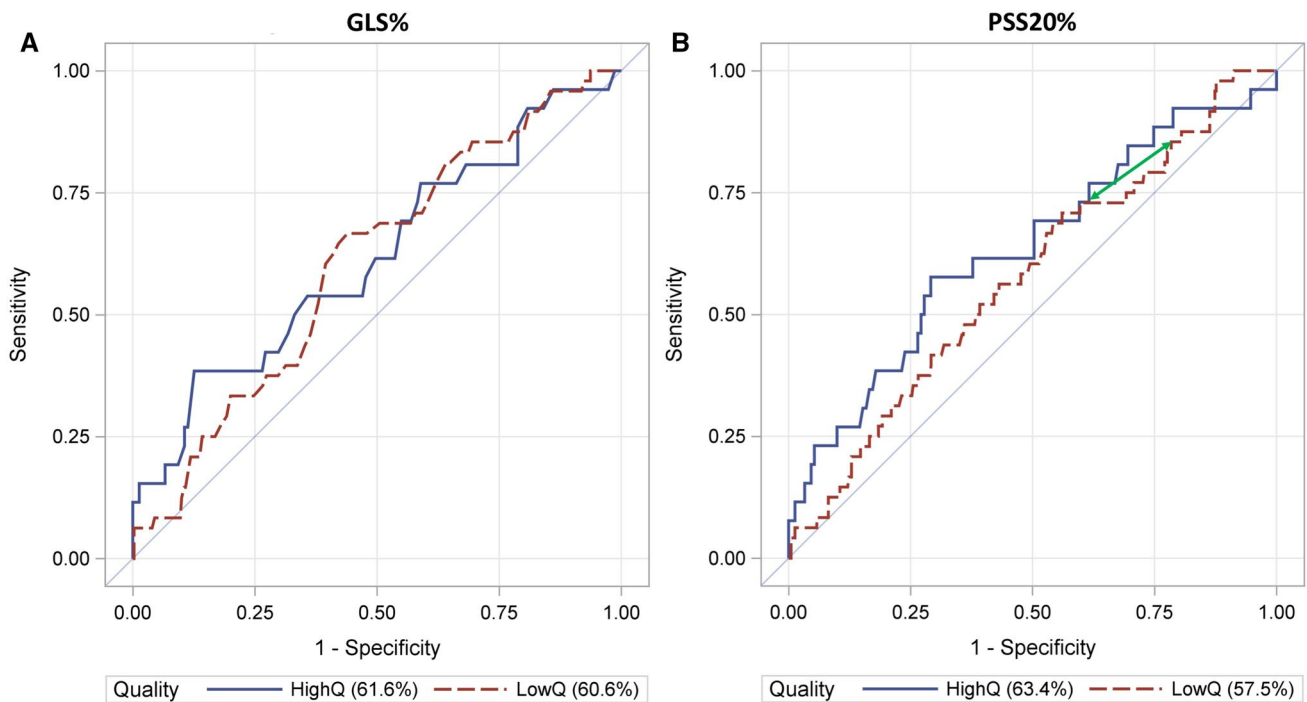 A
GLS%
Sensitivity
1.00
0.75
0.50
0.25
0.00
0.00 0.25 0.50 0.75 1.00
1 - Specificity
Quality HighQ (61.6%) LowQ (60.6%)
B
PSS20%
Sensitivity
1.00
0.75
0.50
0.25
0.00
0.00 0.25 0.50 0.75 1.00
1 - Specificity
Quality HighQ (63.4%) LowQ (57.5%)